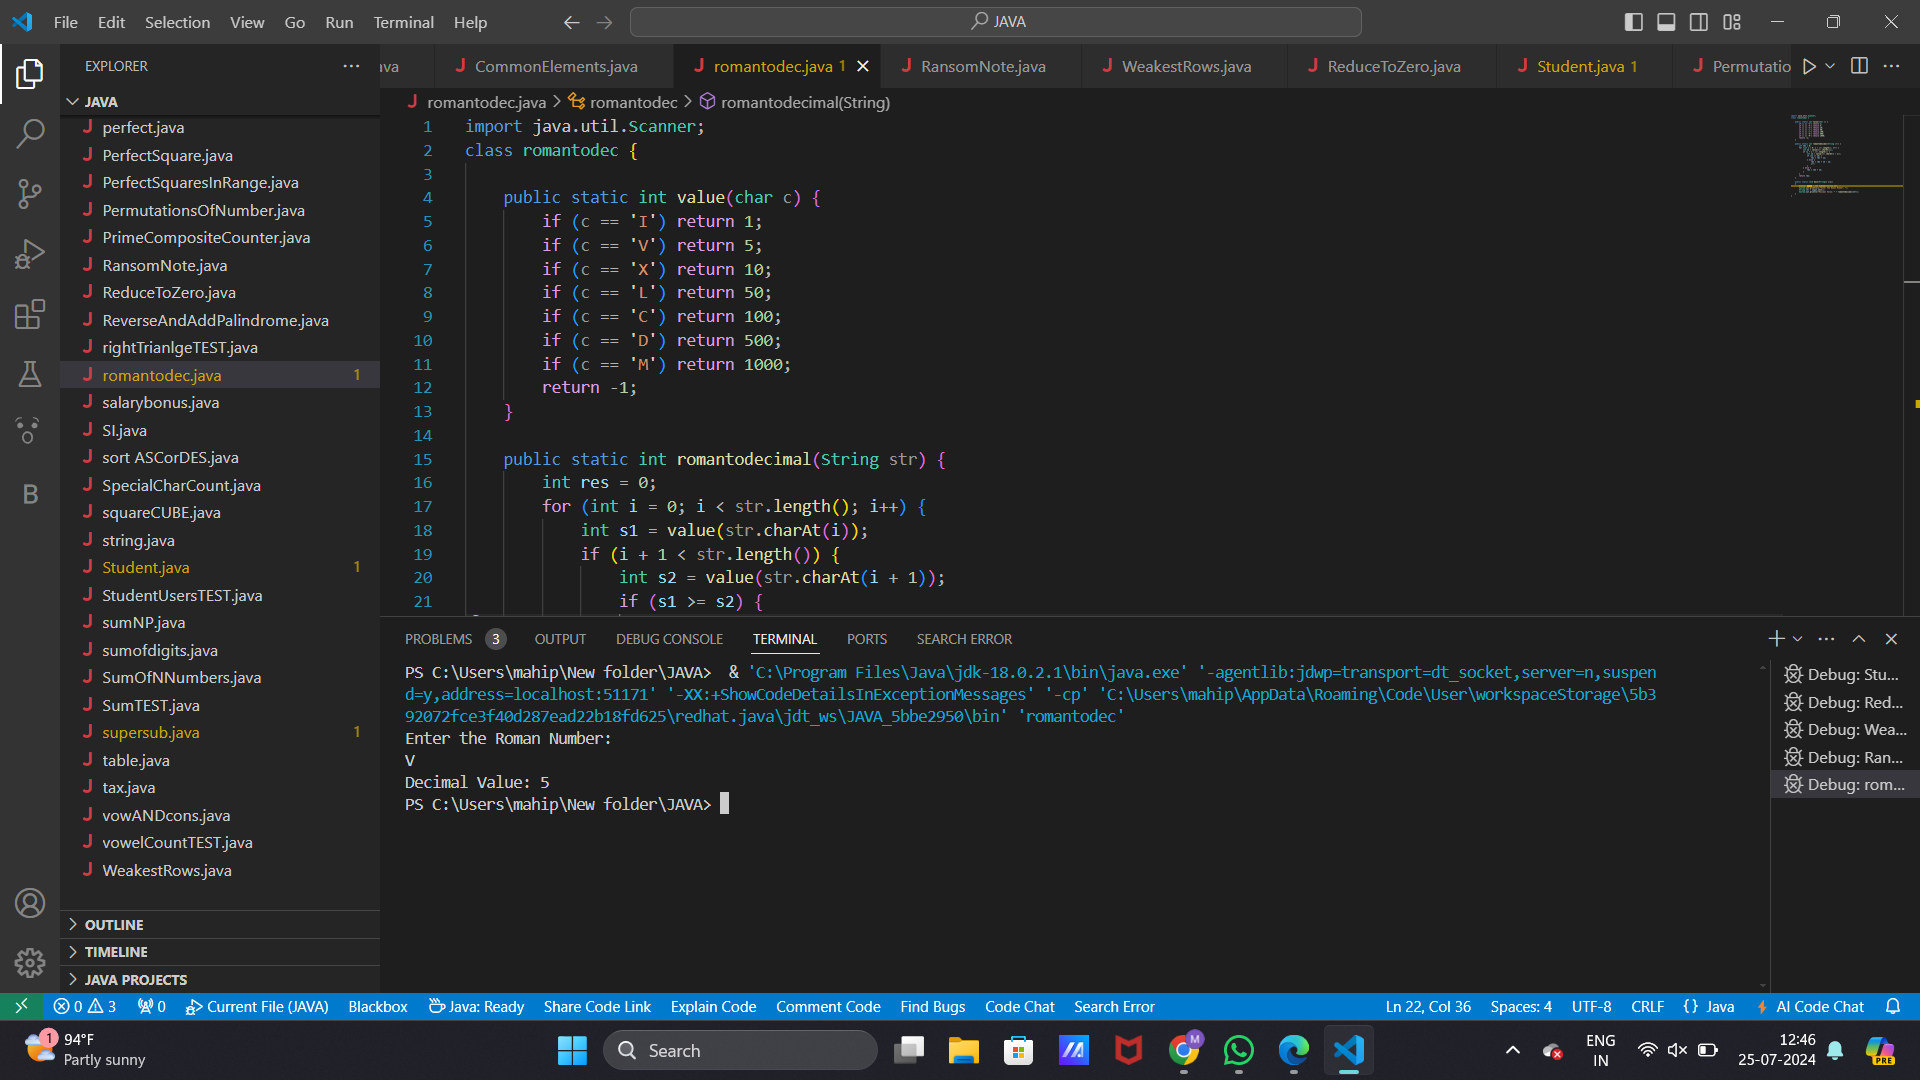 File Edit Selection View Go Run Terminal Help
JAVA
EXPLORER
JAVA
perfect.java
PerfectSquare.java
PerfectSquaresInRange.java
PermutationsOfNumber.java
PrimeCompositeCounter.java
RansomNote.java
ReduceToZero.java
ReverseAndAddPalindrome.java
rightTrianlgeTEST.java
romantodec.java 1
salarybonus.java
SI.java
sort ASCorDES.java
SpecialCharCount.java
squareCUBE.java
string.java
Student.java 1
StudentUsersTEST.java
sumNP.java
sumofdigits.java
SumOfNNumbers.java
SumTEST.java
supersub.java 1
table.java
tax.java
vowANDcons.java
vowelCountTEST.java
WeakestRows.java
OUTLINE
TIMELINE
JAVA PROJECTS
B
ava CommonElements.java romantodec.java 1 RansomNote.java WeakestRows.java ReduceToZero.java Student.java 1 Permutatio
romantodec.java > romantodec > romantodecimal(String)
1 import java.util.Scanner;
2 class romantodec {
3
4 public static int value(char c) {
5 if (c == 'I') return 1;
6 if (c == 'V') return 5;
7 if (c == 'X') return 10;
8 if (c == 'L') return 50;
9 if (c == 'C') return 100;
10 if (c == 'D') return 500;
11 if (c == 'M') return 1000;
12 return -1;
13 }
14
15 public static int romantodecimal(String str) {
16 int res = 0;
17 for (int i = 0; i < str.length(); i++) {
18 int s1 = value(str.charAt(i));
19 if (i + 1 < str.length()) {
20 int s2 = value(str.charAt(i + 1));
21 if (s1 >= s2) {
PROBLEMS 3 OUTPUT DEBUG CONSOLE TERMINAL PORTS SEARCH ERROR
PS C:\Users\mahip\New folder\JAVA> & 'C:\Program Files\Java\jdk-18.0.2.1\bin\java.exe' '-agentlib:jdwp=transport=dt_socket,server=n,suspen
d=y,address=localhost:51171' '-XX:+ShowCodeDetailsInExceptionMessages' '-cp' 'C:\Users\mahip\AppData\Roaming\Code\User\workspaceStorage\5b3
92072fce3f40d287ead22b18fd625\redhat.java\jdt_ws\JAVA_5bbe2950\bin' 'romantodec'
Enter the Roman Number:
V
Decimal Value: 5
PS C:\Users\mahip\New folder\JAVA>
Debug: Stu...
Debug: Red...
Debug: Wea...
Debug: Ran...
Debug: rom...
0 3 0 Current File (JAVA) Blackbox Java: Ready Share Code Link Explain Code Comment Code Find Bugs Code Chat Search Error Ln 22, Col 36 Spaces: 4 UTF-8 CRLF {} Java AI Code Chat
1 94°F
Partly sunny
Search
M
ENG
IN
12:46
25-07-2024
PRE